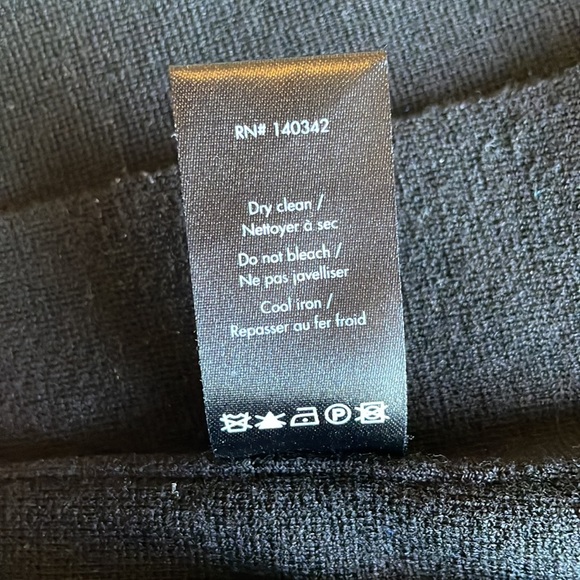 RN# 140342
Dry clean /
Nettoyer à sec
Do not bleach /
Ne pas javelliser
Cool iron /
Repasser au fer froid
P